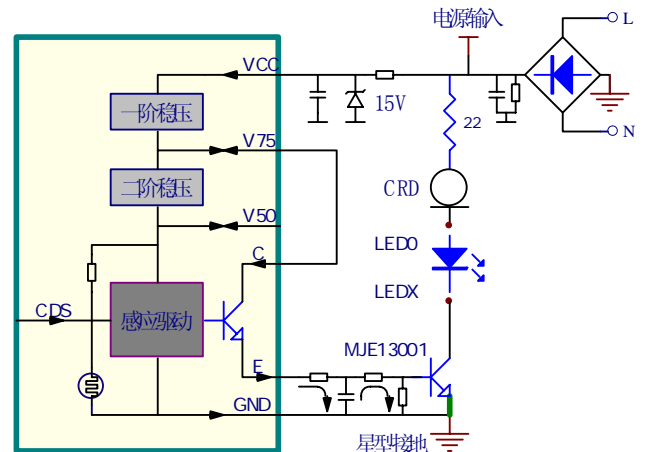 电源输入
L
VCC
15V
一阶稳压
22
V75
N
二阶稳压
CRD
V50
LED0
C
LEDX
CDS
感应驱动
MJE13001
E
GND
星型接地